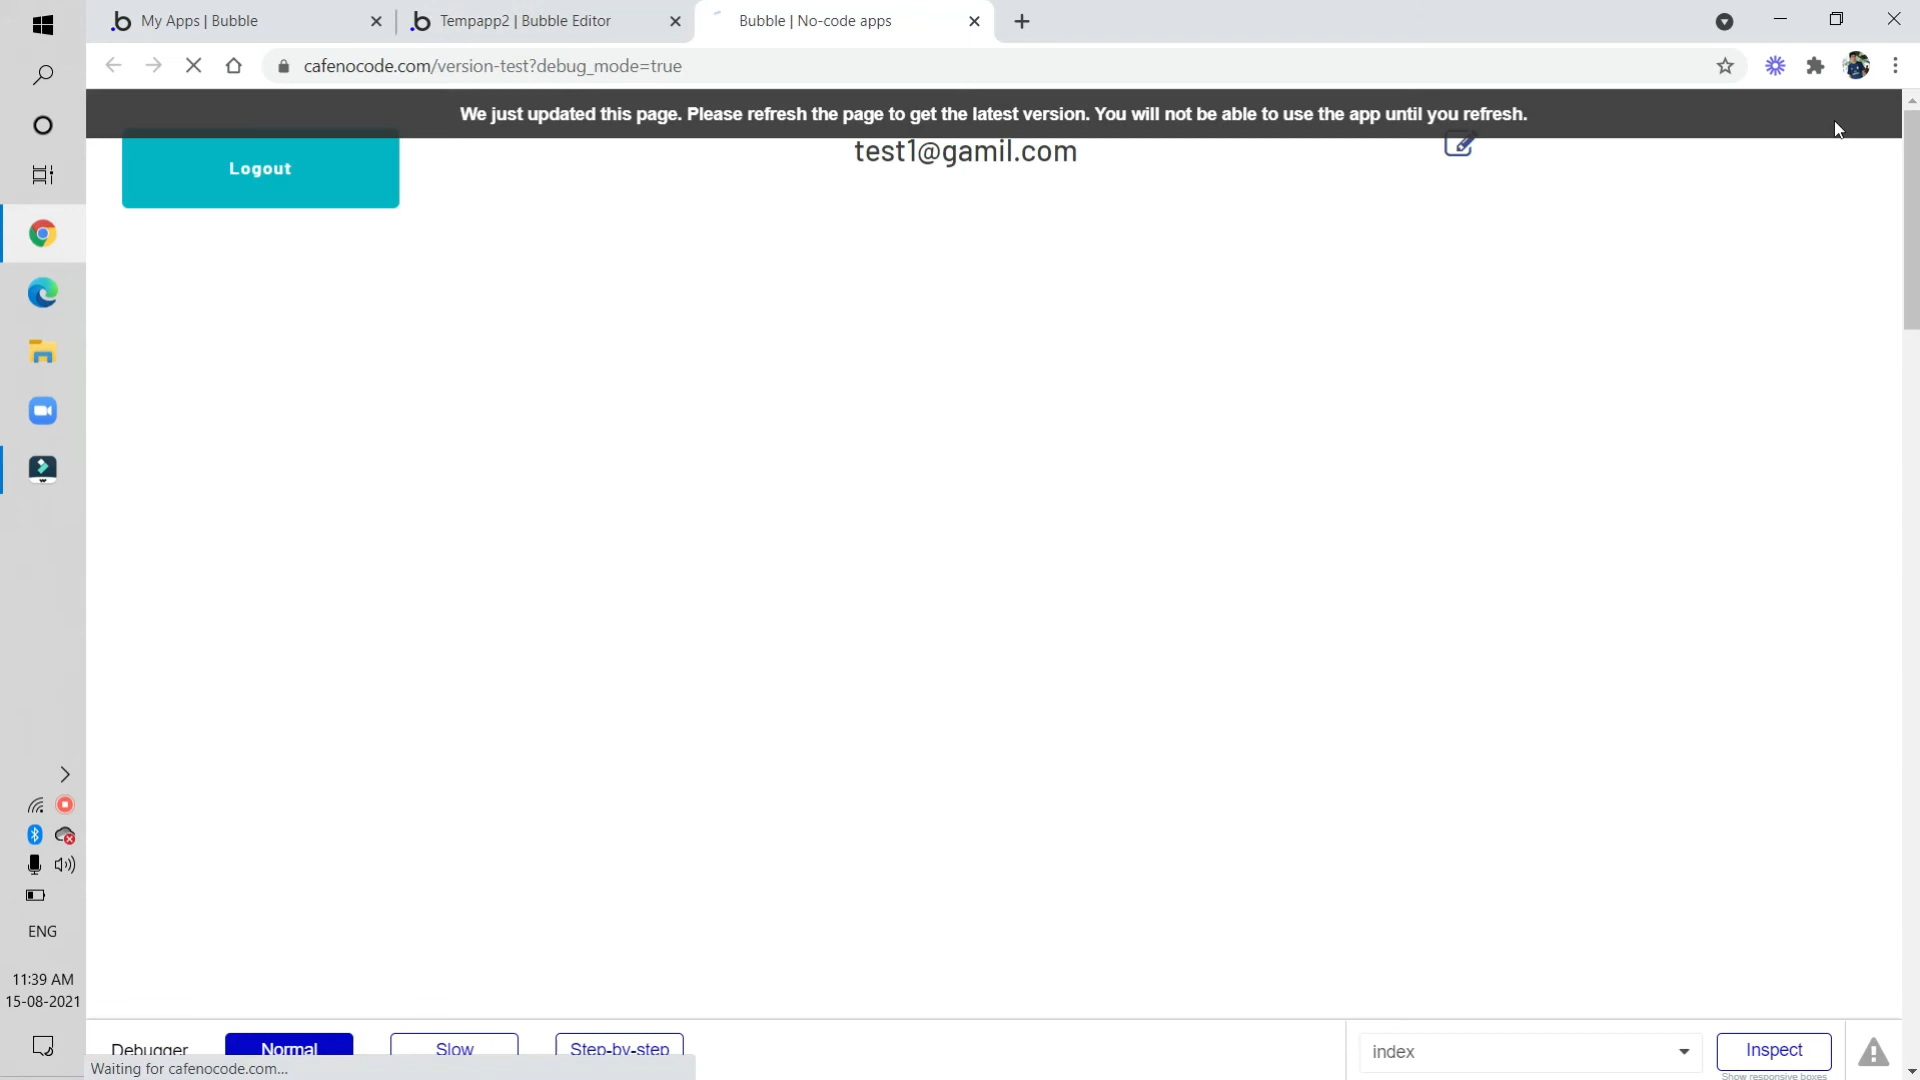 My Apps | Bubble
Tempapp2 | Bubble Editor
Bubble | No-code apps
cafenocode.com/version-test?debug_mode=true
We just updated this page. Please refresh the page to get the latest version. You will not be able to use the app until you refresh.
Logout
test1@gamil.com
ENG
11:39 AM
15-08-2021
Debugger
Normal
Slow
Step-by-step
index
Inspect
Show responsive boxes
Waiting for cafenocode.com...